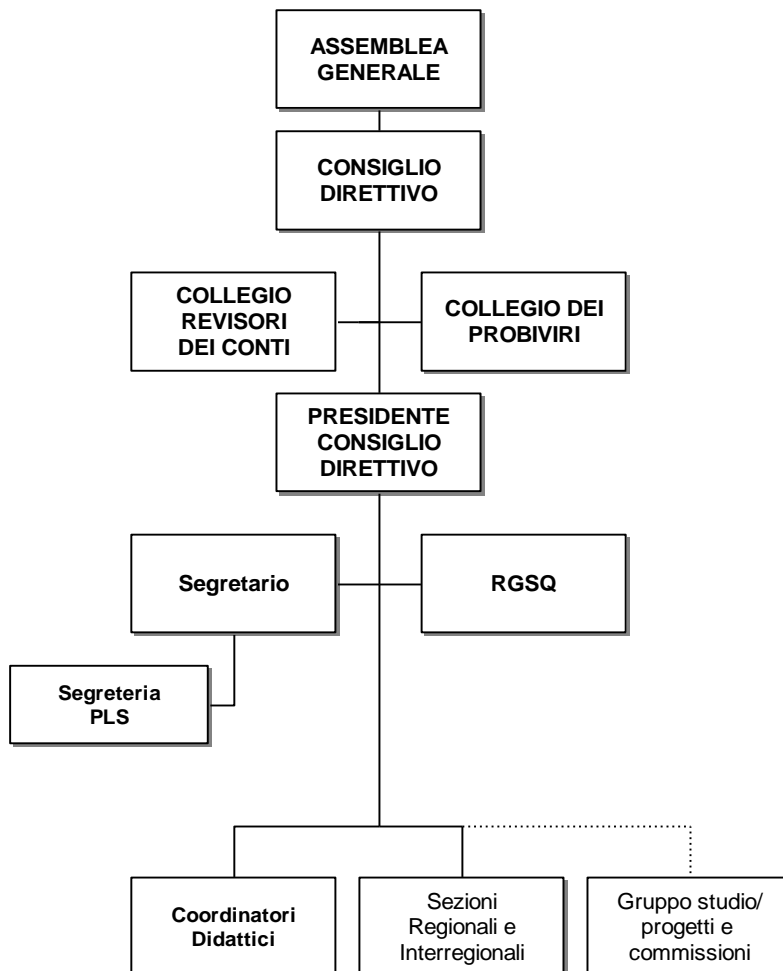 ASSEMBLEA
GENERALE
CONSIGLIO
DIRETTIVO
COLLEGIO
REVISORI
DEI CONTI
COLLEGIO DEI
PROBIVIRI
PRESIDENTE
CONSIGLIO
DIRETTIVO
Segretario
RGSQ
Segreteria
PLS
Coordinatori
Didattici
Sezioni
Regionali e
Interregionali
Gruppo studio/
progetti e
commissioni